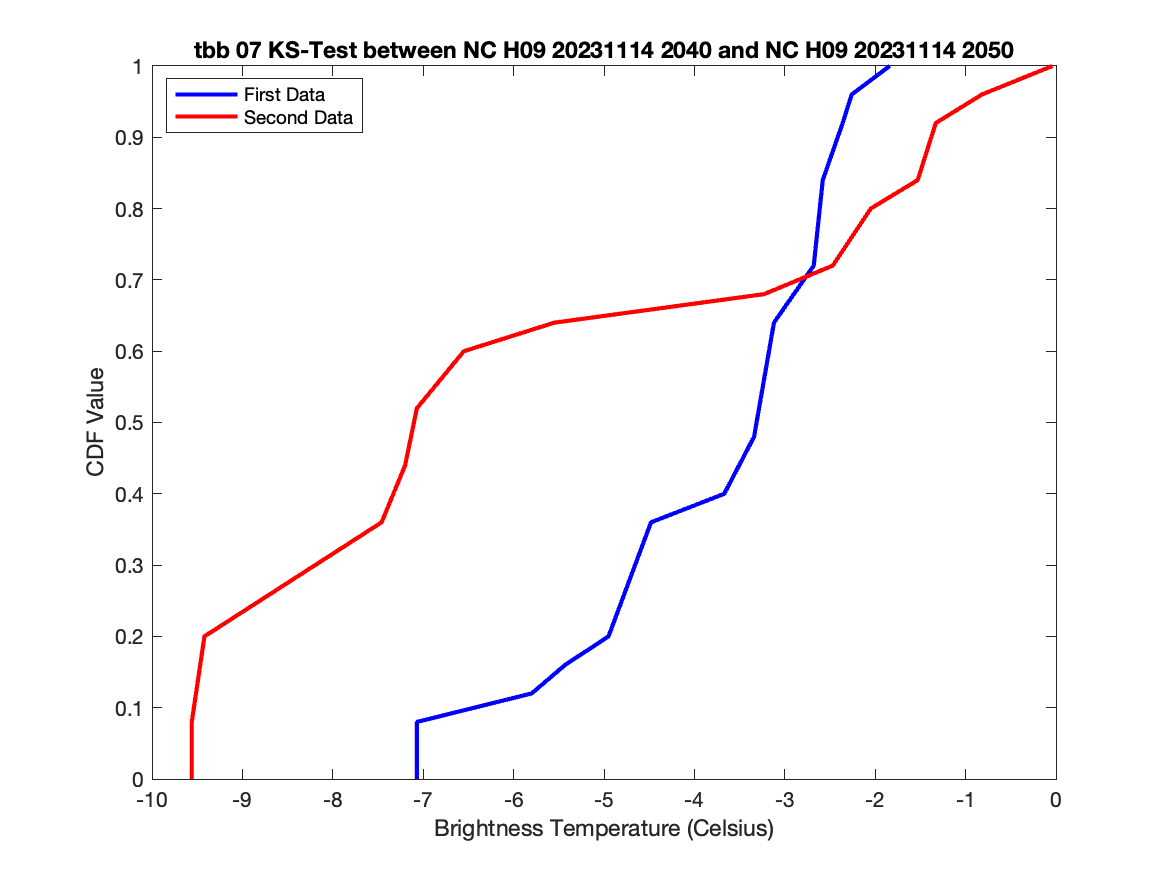 tbb 07 KS-Test between NC H09 20231114 2040 and NC H09 20231114 2050
First Data
Second Data
1
0.9
0.8
0.7
0.6
0.5
0.4
0.3
0.2
0.1
0
CDF Value
-10 -9 -8 -7 -6 -5 -4 -3 -2 -1 0
Brightness Temperature (Celsius)